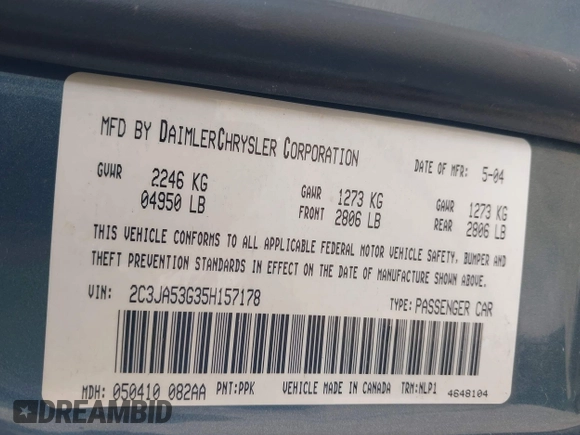 MFD BY DAIMLERCHRYSLER CORPORATION
DATE OF MFR: 5-04
GVWR 2246 KG
04950 LB
GAWR FRONT 1273 KG
2806 LB
GAWR REAR 1273 KG
2806 LB
THIS VEHICLE CONFORMS TO ALL APPLICABLE FEDERAL MOTOR VEHICLE SAFETY, BUMPER AND
THEFT PREVENTION STANDARDS IN EFFECT ON THE DATE OF MANUFACTURE SHOWN ABOVE.
VIN: 2C3JA53G35H157178
TYPE: PASSENGER CAR
MDH: 050410 082AA PNT: PPK VEHICLE MADE IN CANADA TRM: NLP1 4648104
DREAMBID